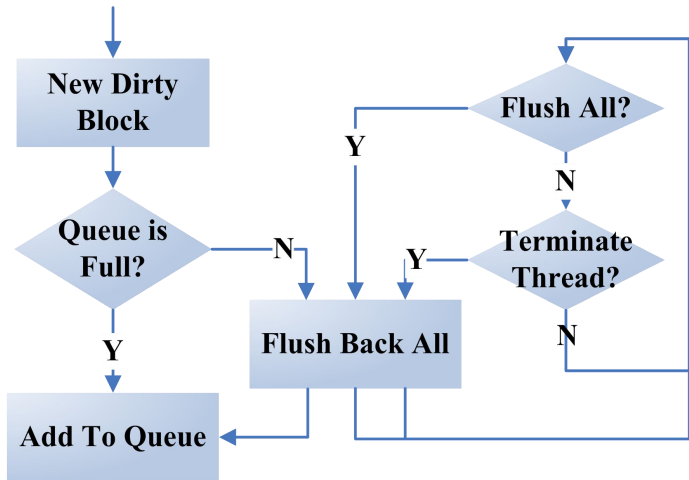 New Dirty
Block
Flush All?
Y
N
Queue is
Full?
N
Terminate
Thread?
Y
Flush Back All
N
Y
Add To Queue